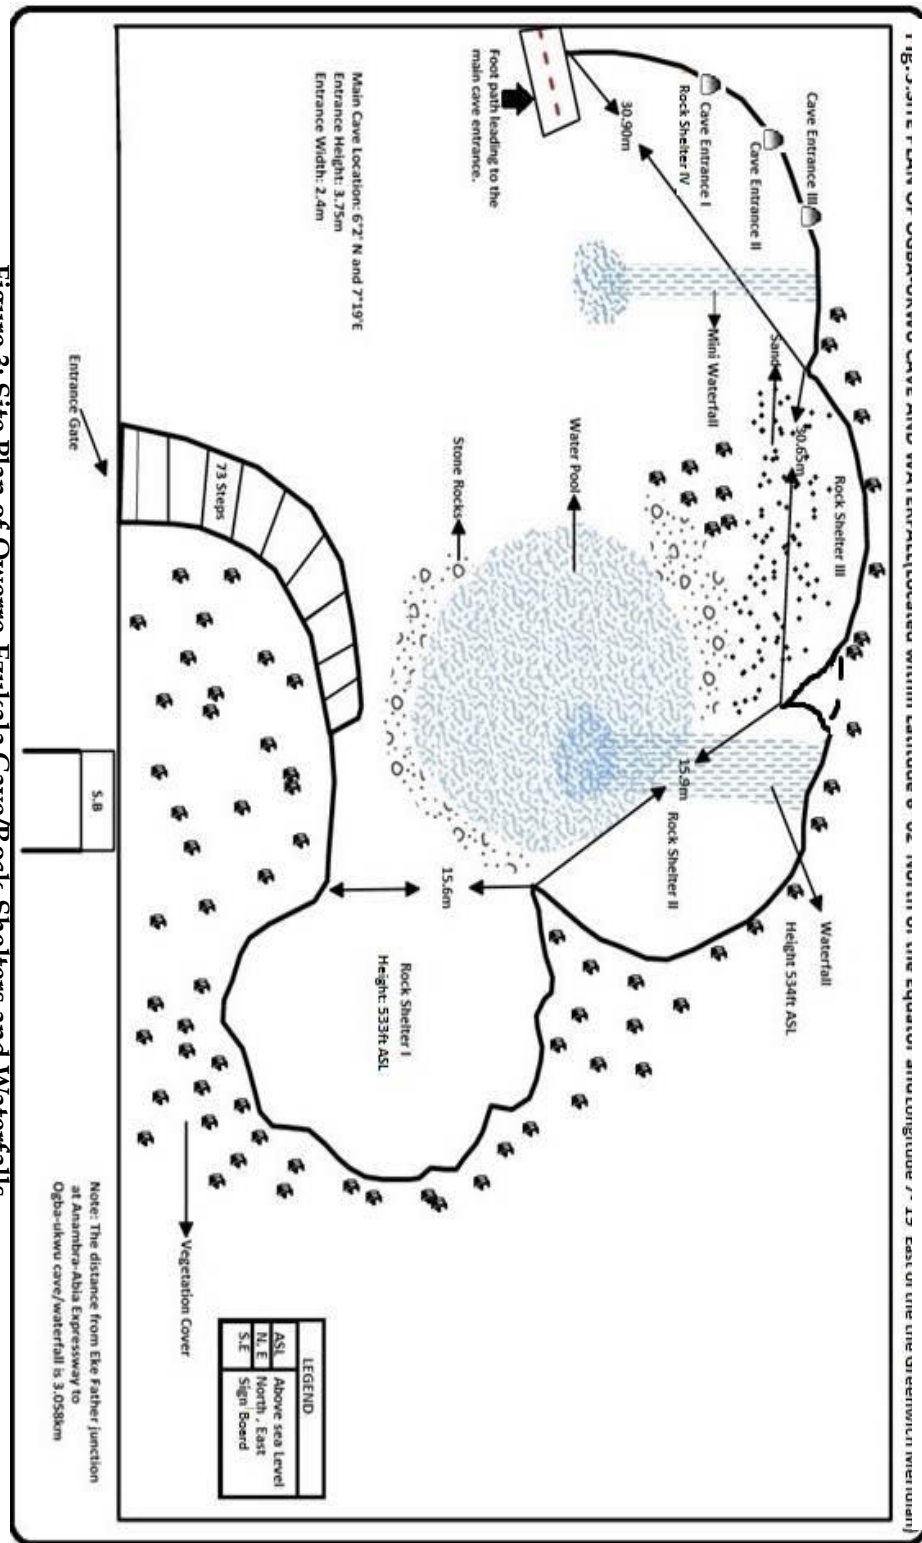 Fig.3:SITE PLAN OF OGBA-UKWU CAVE AND WATERFALL(Located within Latitude 6°02' North of the Equator and Longitude 7° 19' East of the the Greenwich Meridian)
Cave Entrance III
Cave Entrance II
Cave Entrance I
Rock Shelter IV
30.90m
Foot path leading to the
main cave entrance.
Main Cave Location: 6°2' N and 7°19'E
Entrance Height: 3.75m
Entrance Width: 2.4m
Mini Waterfall
Sand
30.65m
Rock Shelter III
Water Pool
Stone Rocks
73 Steps
Entrance Gate
15.9m
Rock Shelter II
Waterfall
Height 534ft ASL
15.6m
Rock Shelter I
Height: 533ft ASL
S.B
Vegetation Cover
LEGEND
ASL Above sea Level
N. E North , East
S.E Sign Board
Note: The distance from Eke Father junction
at Anambra-Abia Expressway to
Ogba-ukwu cave/waterfall is 3.058km
Figure 3: Site Plan of Owerre-Ezukala Cave/Rock-Shelters and Waterfalls